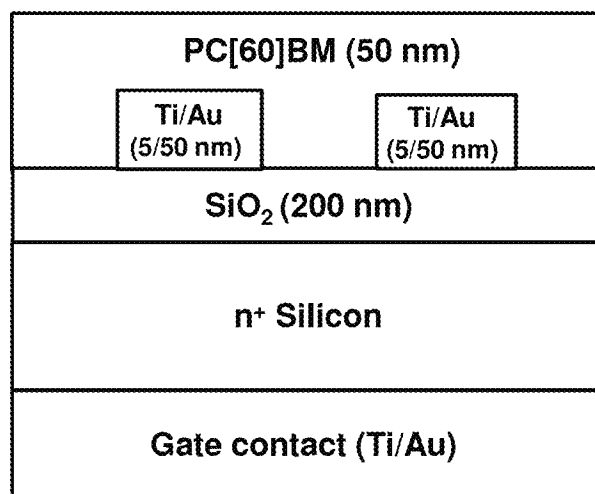 PC[60]BM (50 nm)
Ti/Au
(5/50 nm)
Ti/Au
(5/50 nm)
SiO₂ (200 nm)
n⁺ Silicon
Gate contact (Ti/Au)